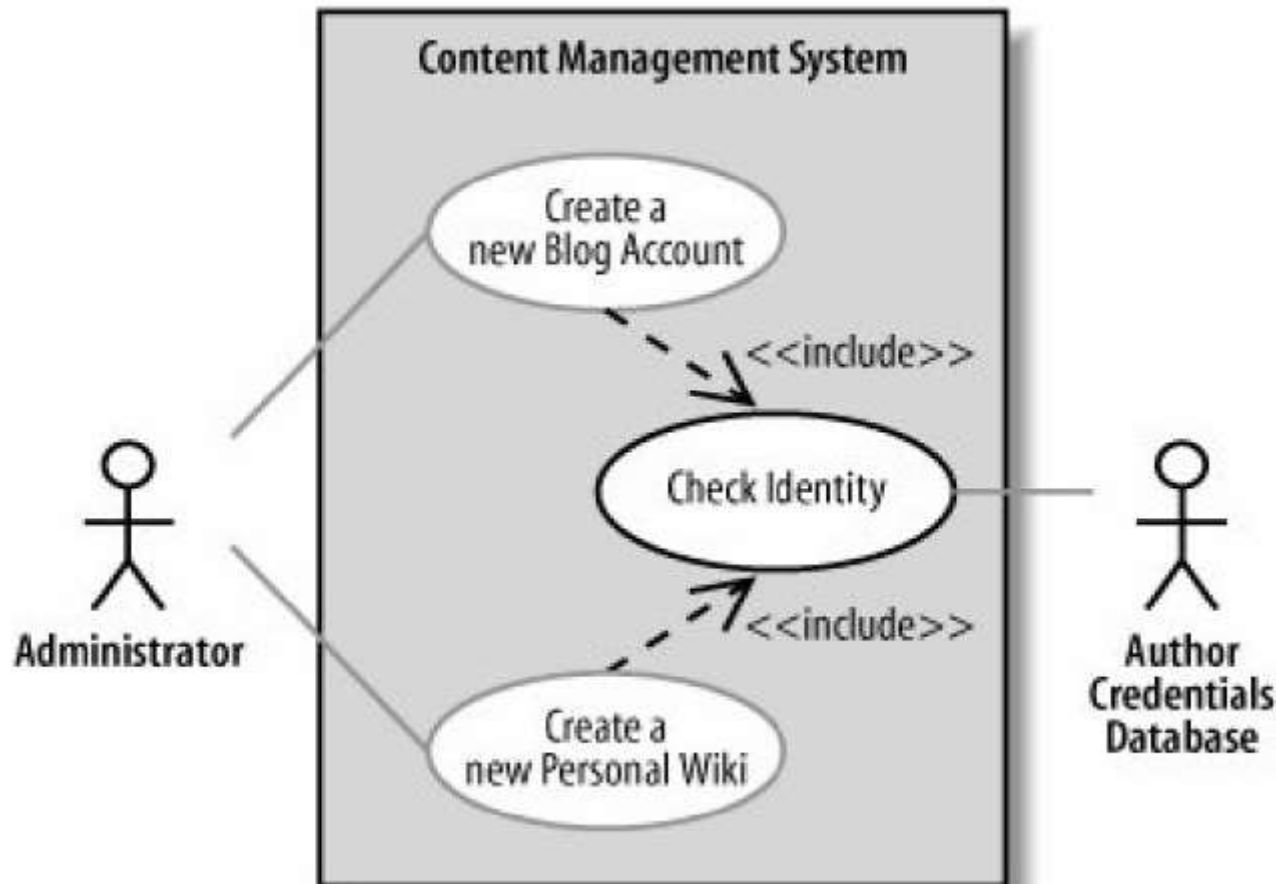 Content Management System
Create a
new Blog Account
<<include>>
Check Identity
<<include>>
Administrator
Author
Credentials
Database
Create a
new Personal Wiki